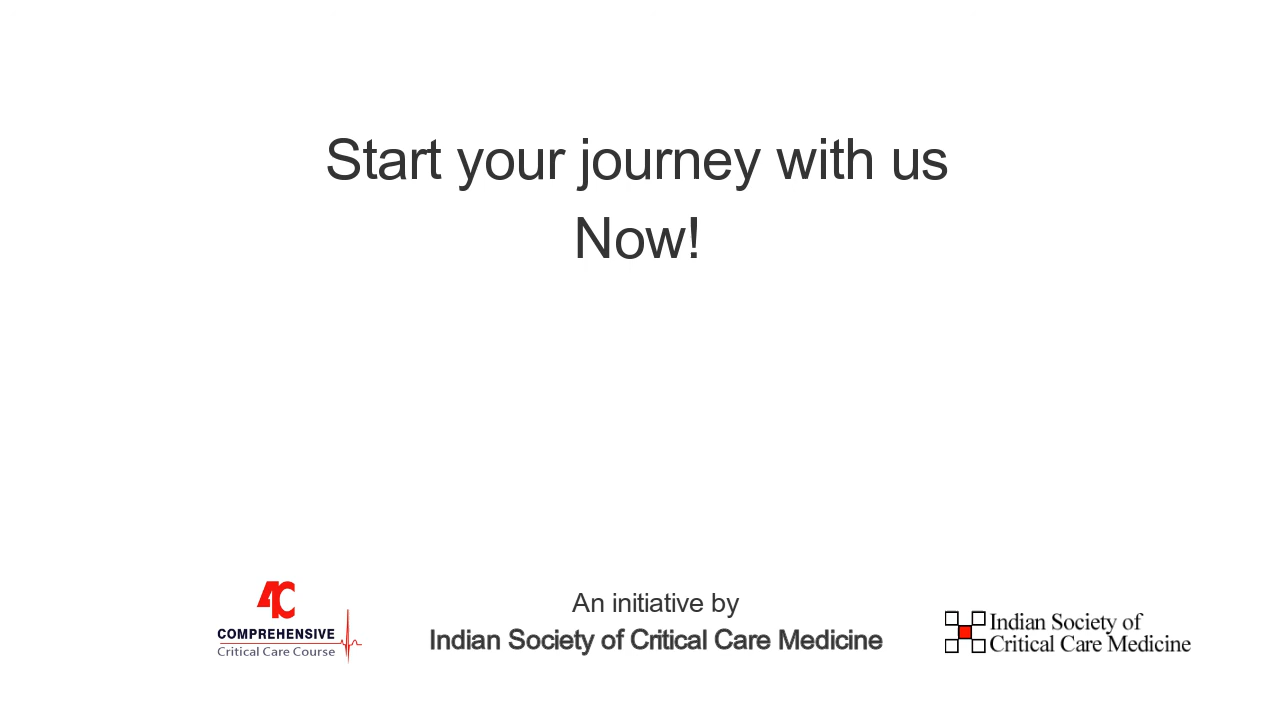 Start your journey with us
Now!
4C
COMPREHENSIVE
Critical Care Course
An initiative by
Indian Society of Critical Care Medicine
Indian Society of
Critical Care Medicine